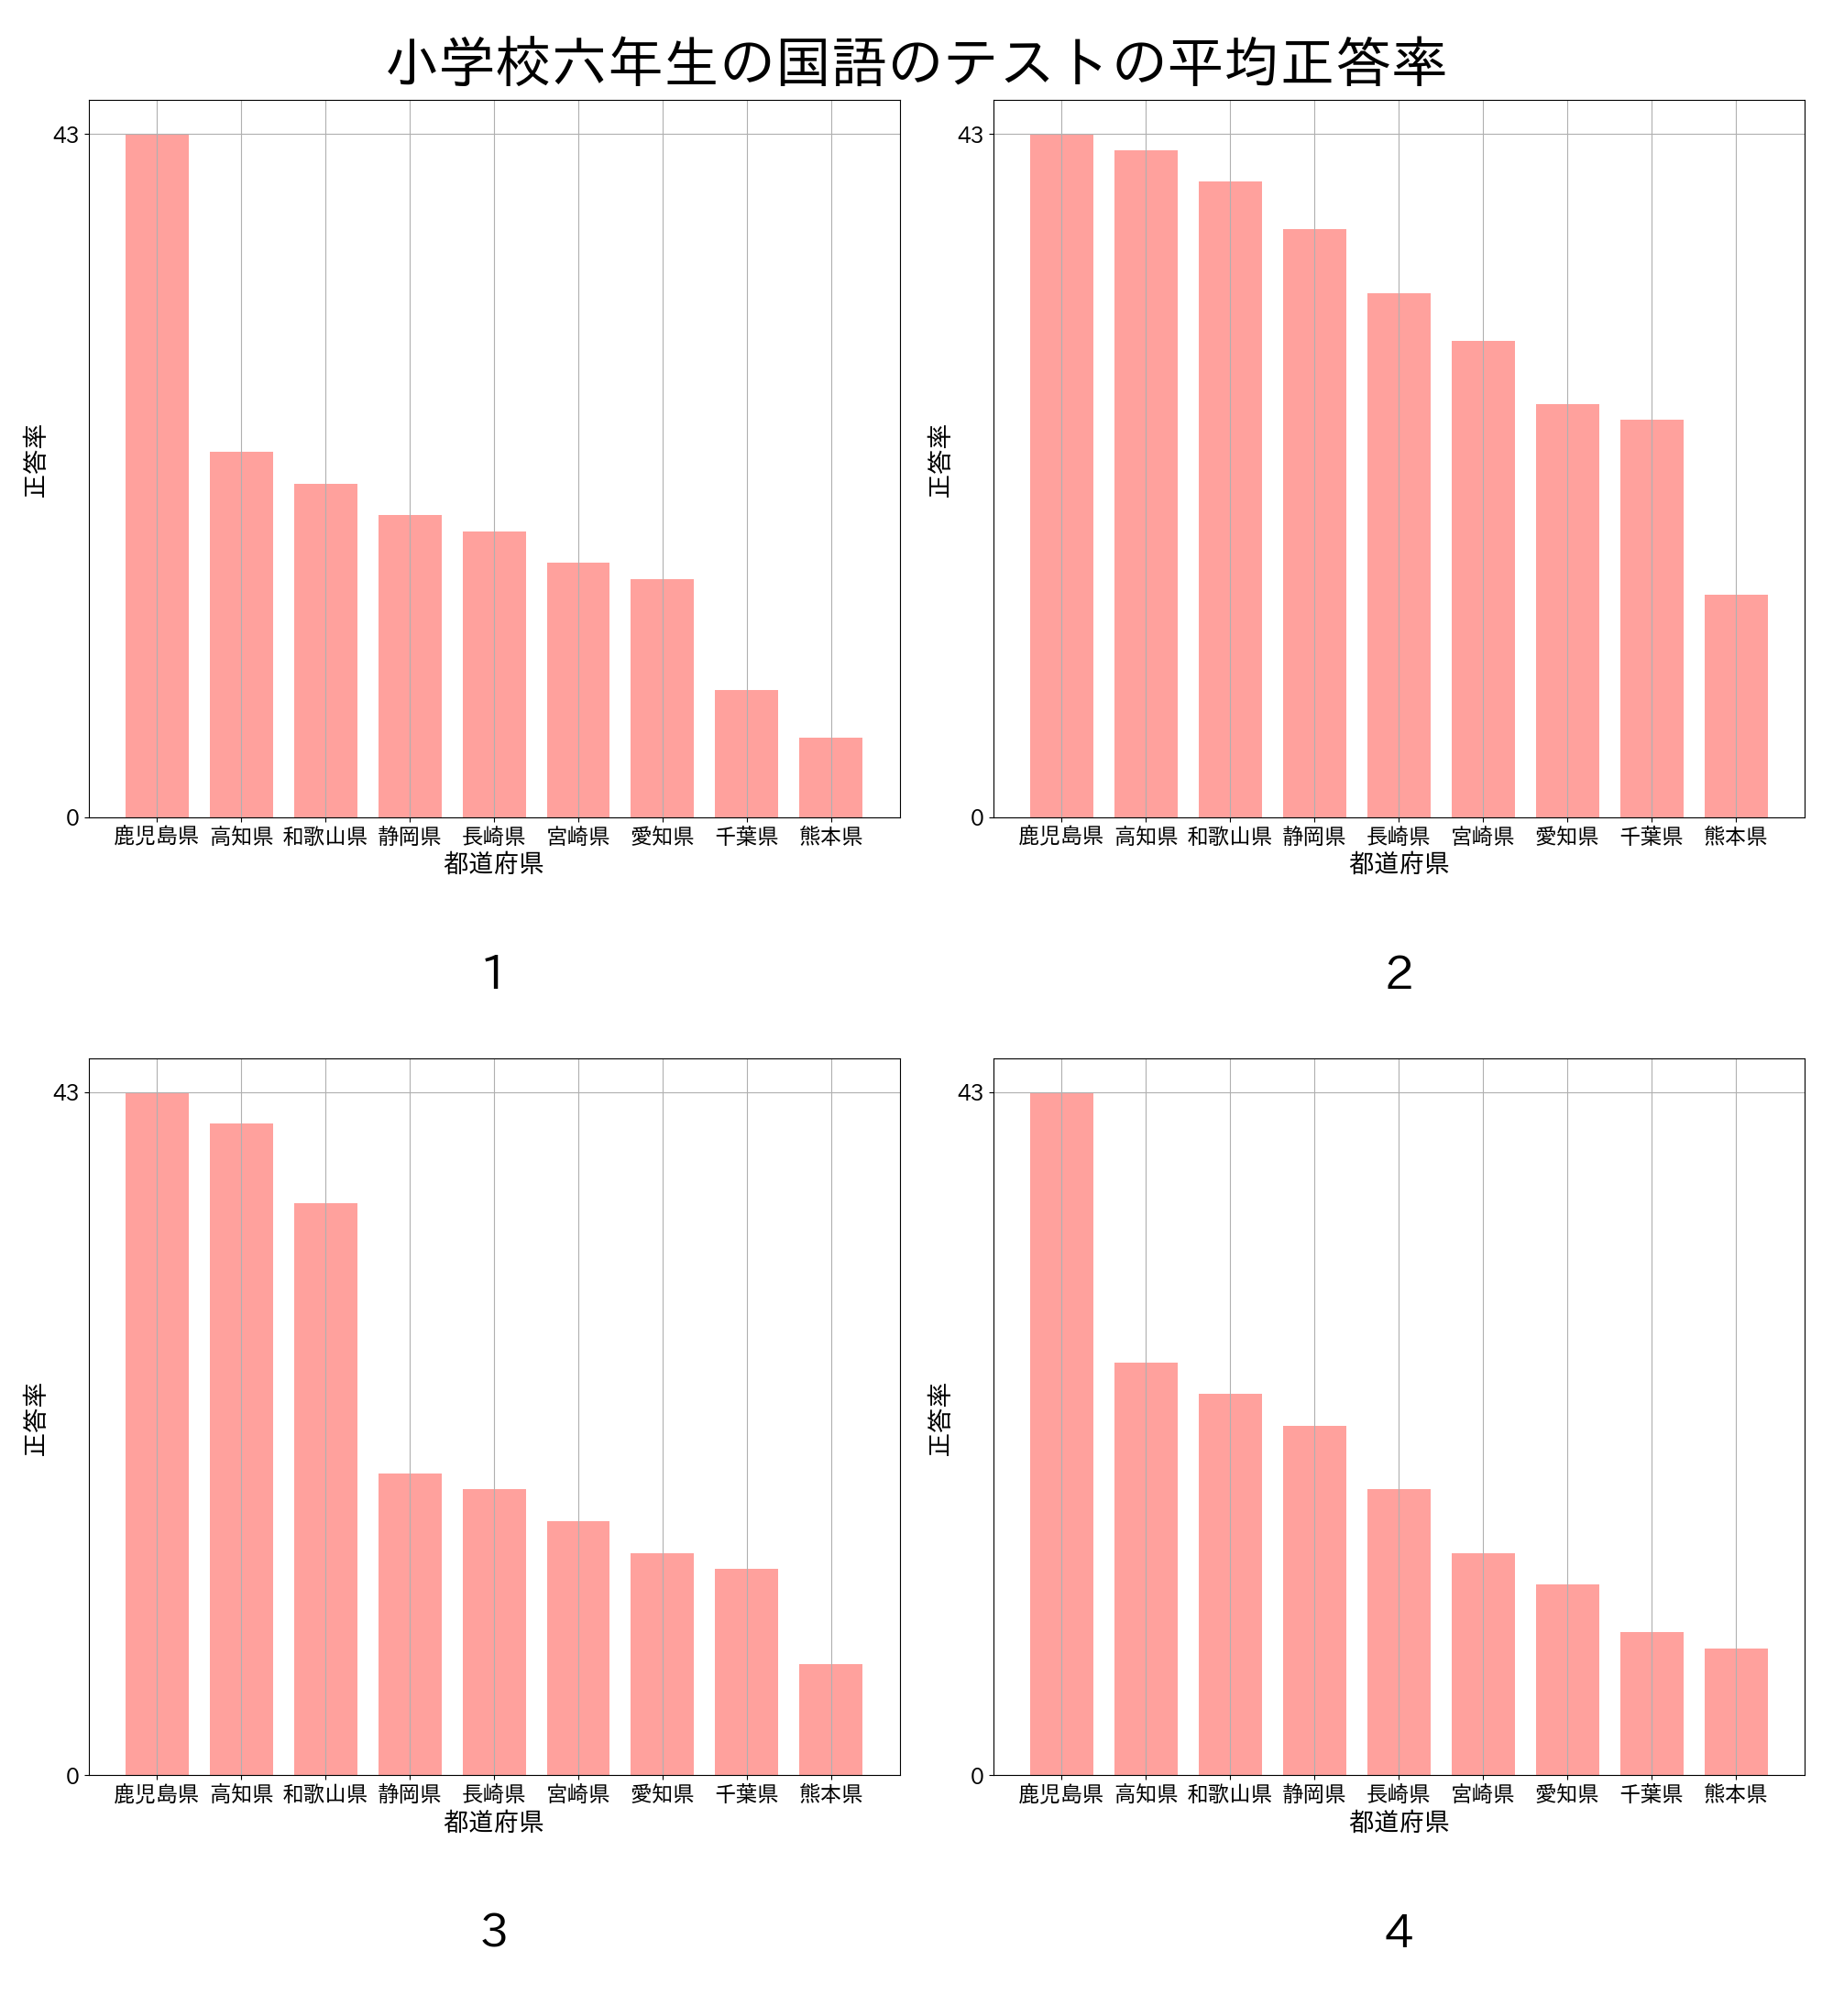 小学校六年生の国語のテストの平均正答率
43
正答率
0
鹿児島県 高知県 和歌山県 静岡県 長崎県 宮崎県 愛知県 千葉県 熊本県
都道府県
1
43
正答率
0
鹿児島県 高知県 和歌山県 静岡県 長崎県 宮崎県 愛知県 千葉県 熊本県
都道府県
2
43
正答率
0
鹿児島県 高知県 和歌山県 静岡県 長崎県 宮崎県 愛知県 千葉県 熊本県
都道府県
3
43
正答率
0
鹿児島県 高知県 和歌山県 静岡県 長崎県 宮崎県 愛知県 千葉県 熊本県
都道府県
4